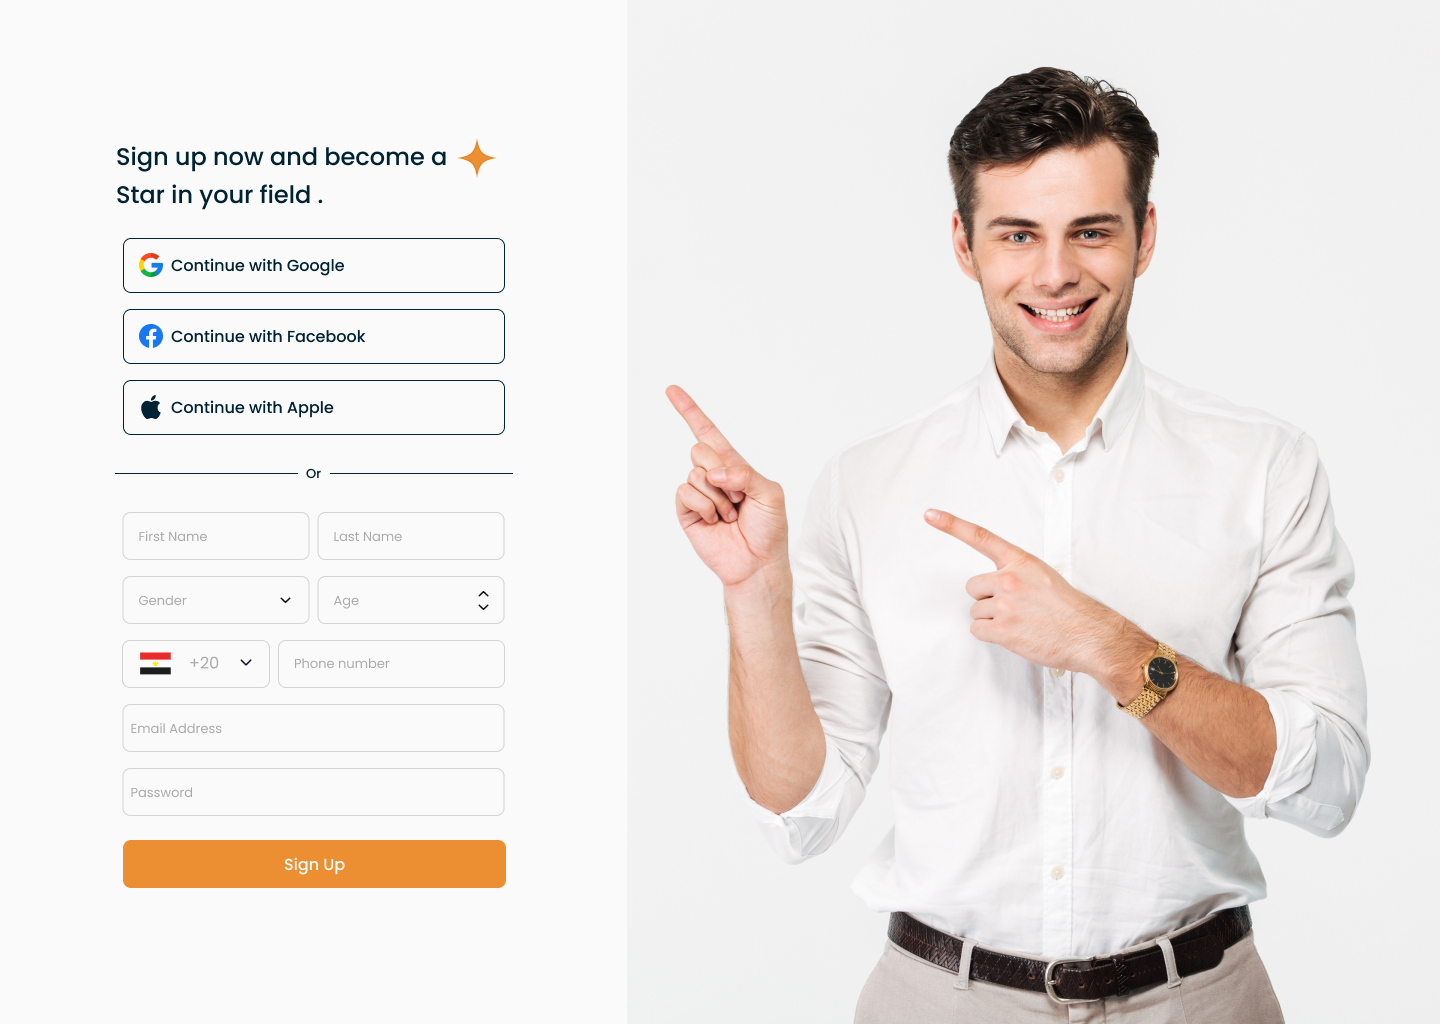 Sign up now and become a
Star in your field .
Continue with Google
Continue with Facebook
Continue with Apple
Or
First Name
Last Name
Gender
Age
+20
Phone number
Email Address
Password
Sign Up